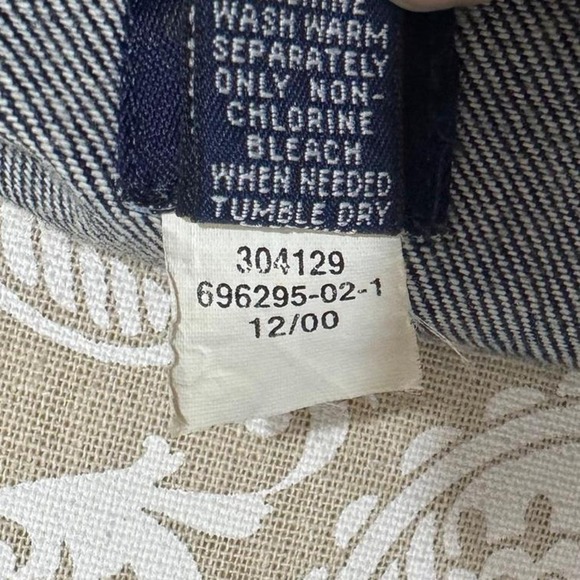 WASH WARM
SEPARATELY
ONLY NON-
CHLORINE
BLEACH
WHEN NEEDED
TUMBLE DRY
304129
696295-02-1
12/00